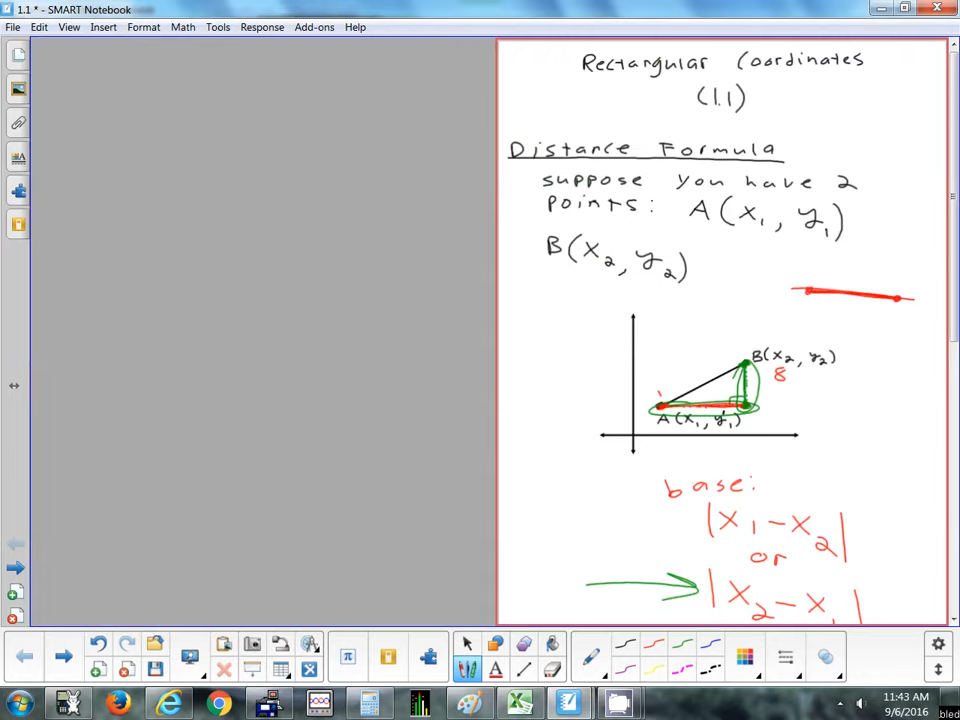 1.1 * - SMART Notebook
File Edit View Insert Format Math Tools Response Add-ons Help
Rectangular Coordinates
(1.1)
Distance Formula
suppose you have 2
points: A(x₁, y₁)
B(x₂, y₂)
B(x₂, y₂)
8
A(x₁, y₁)
base:
|x₁ - x₂|
or
|x₂ - x₁|
π
A
11:43 AM
9/6/2016
bled